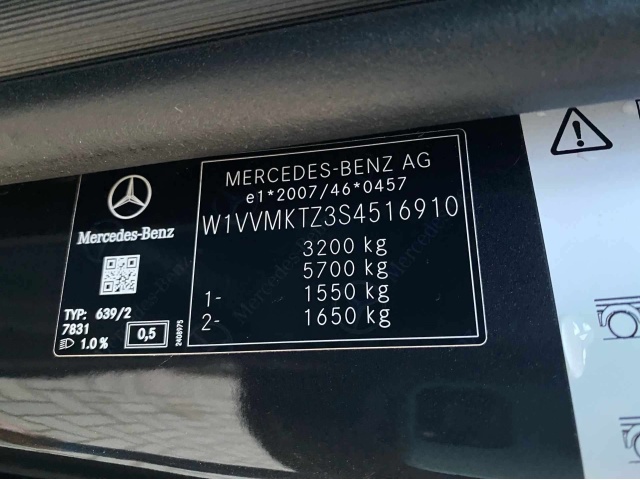 MERCEDES-BENZ AG
e1*2007/46*0457
W1VVMKTZ3S4516910
3200 kg
5700 kg
1- 1550 kg
2- 1650 kg
Mercedes-Benz
TYP: 639/2
7831
1.0 % 0,5
2408975